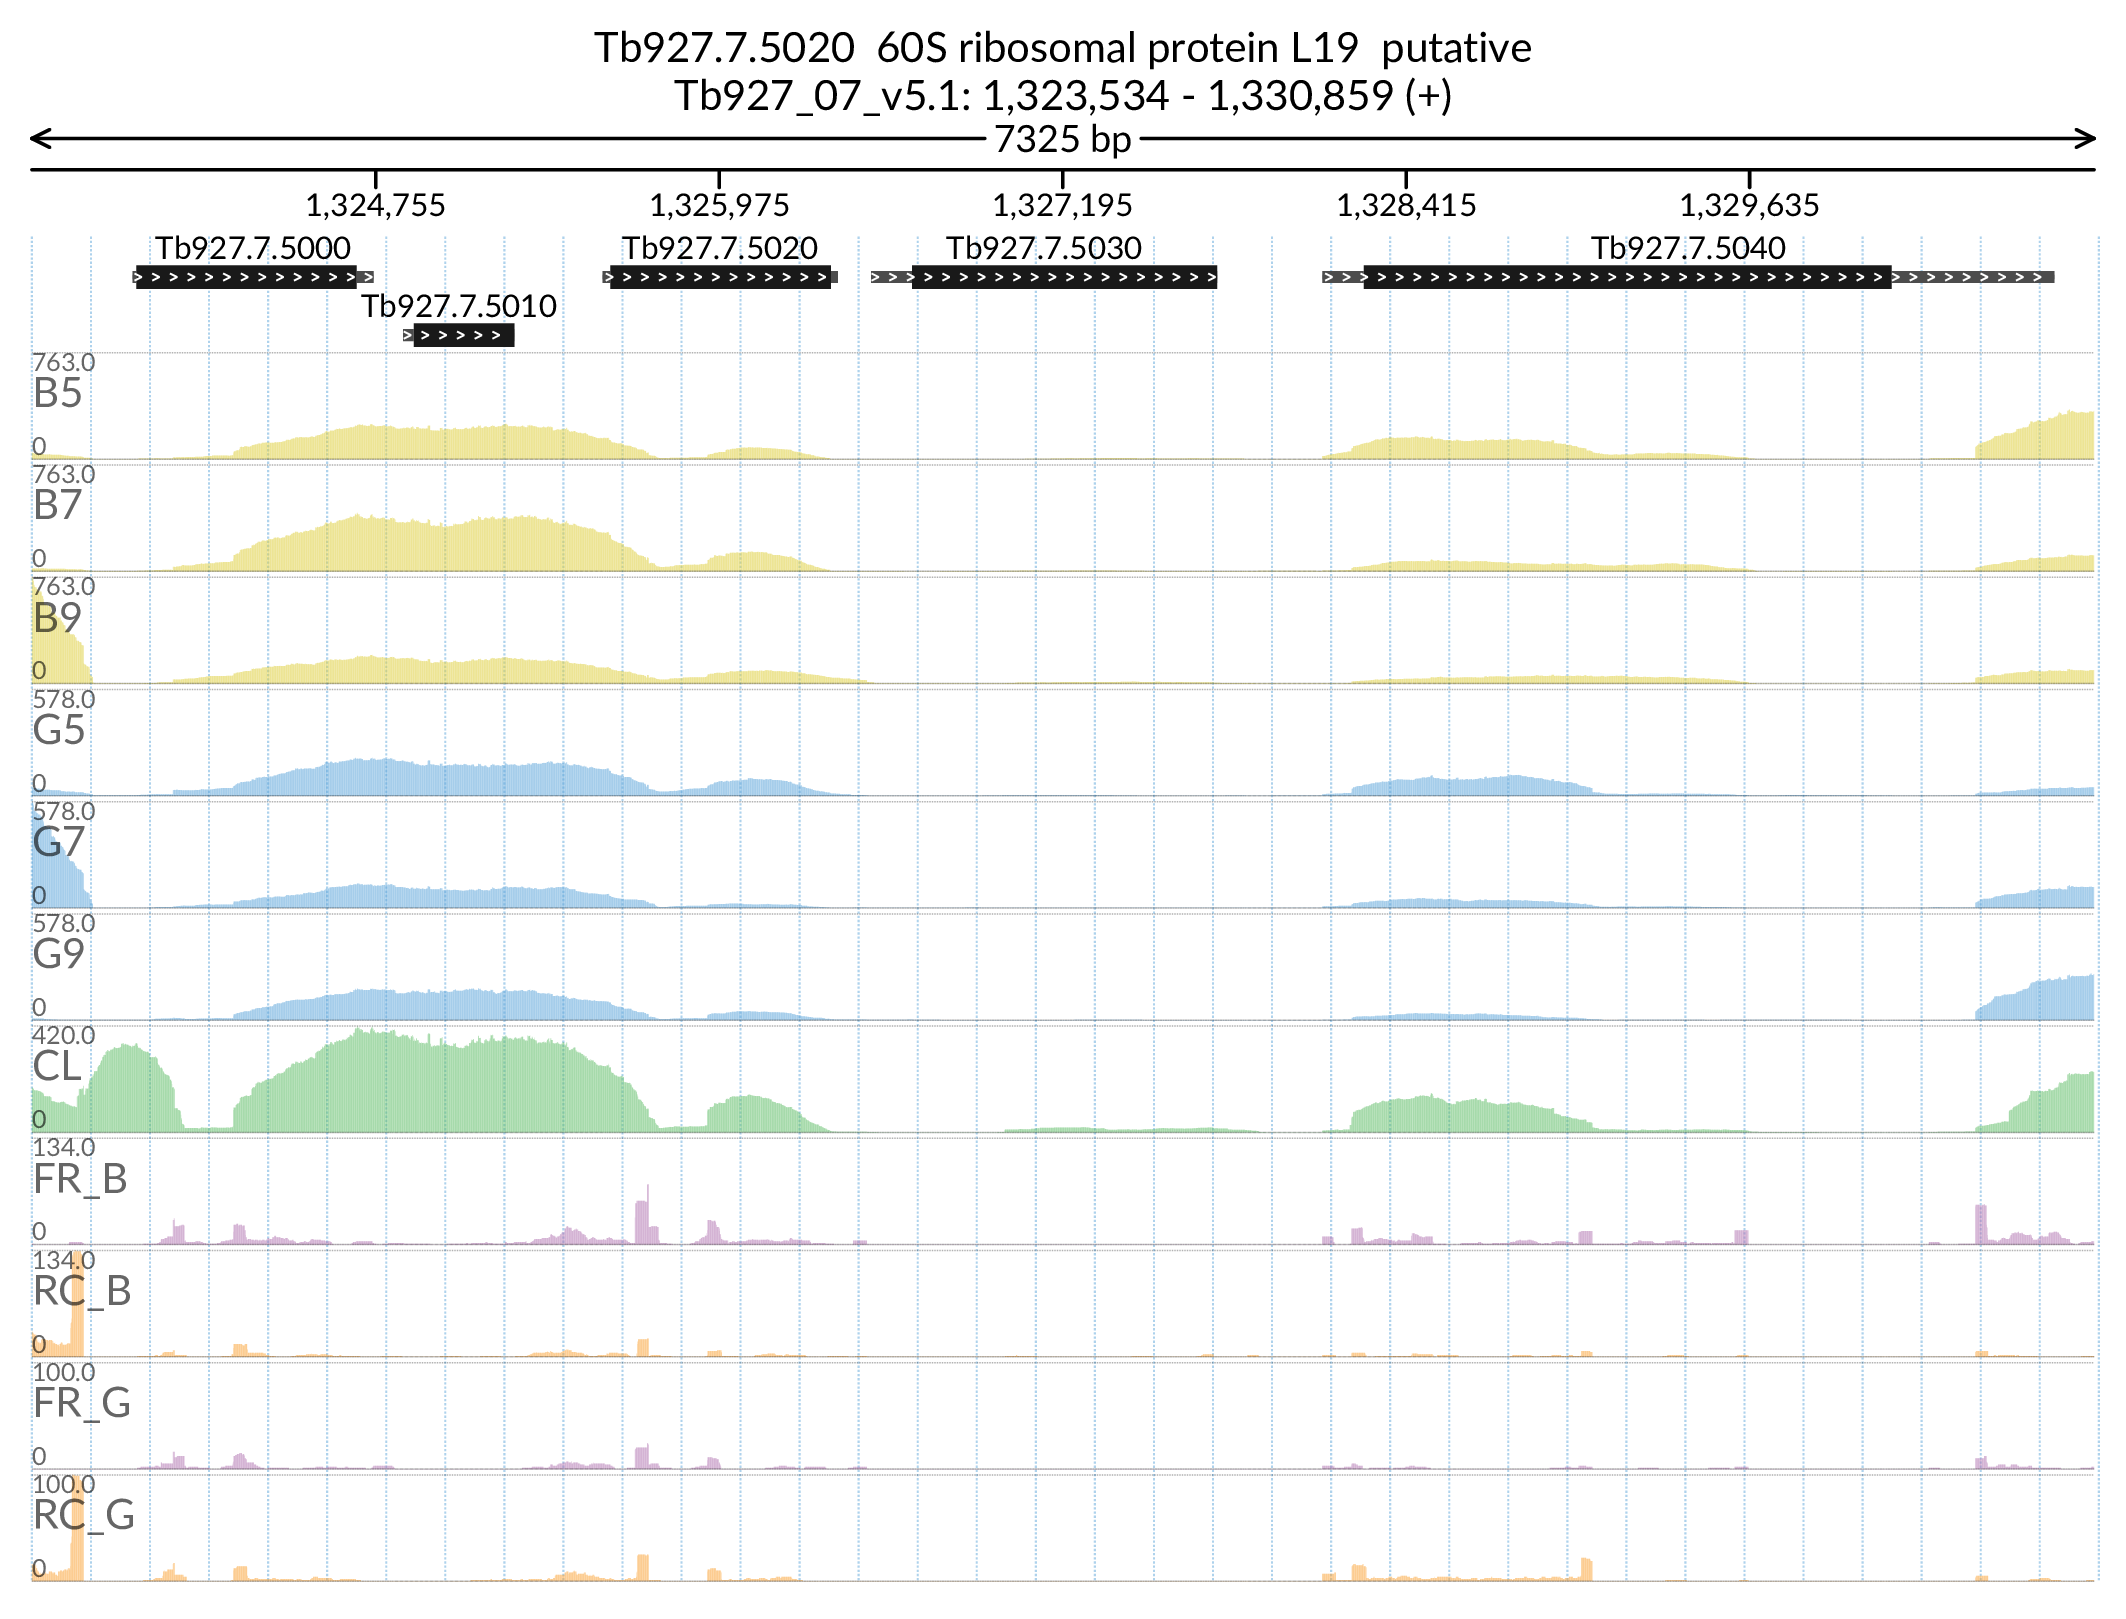 Tb927.7.5020  60S ribosomal protein L19  putative
Tb927_07_v5.1: 1,323,534 - 1,330,859 (+)
7325 bp
1,324,755 1,325,975 1,327,195 1,328,415 1,329,635
Tb927.7.5000 Tb927.7.5020 Tb927.7.5030 Tb927.7.5040
Tb927.7.5010
763.0
B5
0
763.0
B7
0
763.0
B9
0
578.0
G5
0
578.0
G7
0
578.0
G9
0
420.0
CL
0
134.0
FR_B
0
134.0
RC_B
0
100.0
FR_G
0
100.0
RC_G
0